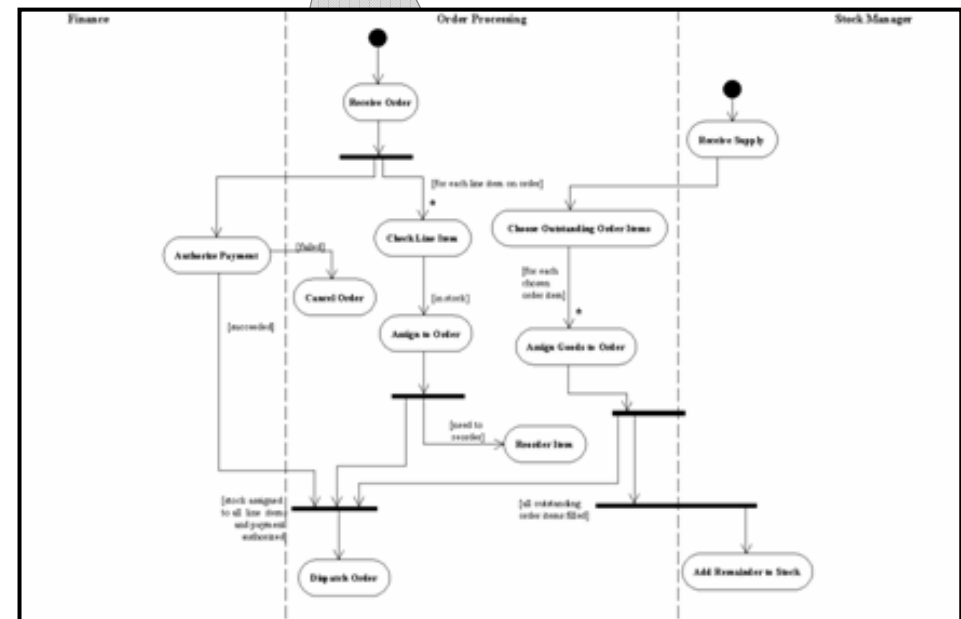 Finance
Order Processing
Stock Manager
Receive Order
Receive Supply
[for each line item on order]
*
Check Line Item
Choose Outstanding Order Items
Authorize Payment
[failed]
[for each
chosen
order item]
Cancel Order
[in stock]
*
[succeeded]
Assign to Order
Assign Goods to Order
[need to
reorder]
Reorder Item
[stock assigned
to all line items
and payment
authorized]
[all outstanding
order items filled]
Dispatch Order
Add Remainder to Stock